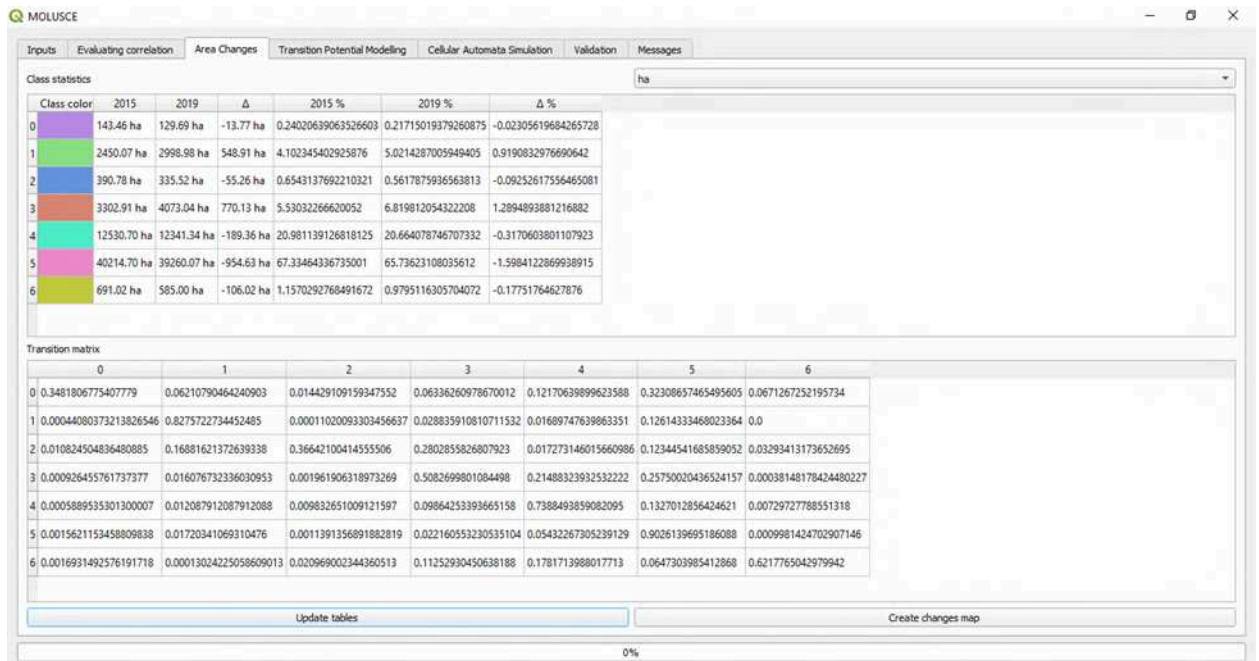 MOLUSCE
Inputs Evaluating correlation Area Changes Transition Potential Modelling Cellular Automata Simulation Validation Messages
Class statistics ha
Class color 2015 2019 Δ 2015 % 2019 % Δ %
0 143.46 ha 129.69 ha -13.77 ha 0.24020639063526603 0.21715019379260875 -0.02305619684265728
1 2450.07 ha 2998.98 ha 548.91 ha 4.102345402925876 5.0214287005949405 0.9190832976690642
2 390.78 ha 335.52 ha -55.26 ha 0.6543137692210321 0.5617875936563813 -0.09252617556465081
3 3302.91 ha 4073.04 ha 770.13 ha 5.53032266620052 6.819812054322208 1.2894893881216882
4 12530.70 ha 12341.34 ha -189.36 ha 20.981139126818125 20.664078746707332 -0.3170603801107923
5 40214.70 ha 39260.07 ha -954.63 ha 67.33464336735001 65.73623108035612 -1.5984122869938915
6 691.02 ha 585.00 ha -106.02 ha 1.1570292768491672 0.9795116305704072 -0.17751764627876
Transition matrix
0 1 2 3 4 5 6
0 0.3481806775407779 0.06210790464240903 0.014429109159347552 0.06336260978670012 0.12170639899623588 0.32308657465495605 0.0671267252195734
1 0.00044080373213826546 0.8275722734452485 0.00011020093303456637 0.028835910810711532 0.01689747639863351 0.12614333468023364 0.0
2 0.010824504836480885 0.16881621372639338 0.36642100414555506 0.2802855826807923 0.017273146015660986 0.12344541685859052 0.03293413173652695
3 0.000926455761737377 0.016076732336030953 0.001961906318973269 0.5082699801084498 0.21488323932532222 0.25750020436524157 0.00038148178424480227
4 0.0005889535301300007 0.012087912087912088 0.009832651009121597 0.09864253393665158 0.7388493859082095 0.1327012856424621 0.00729727788551318
5 0.0015621153458809838 0.01720341069310476 0.0011391356891882819 0.022160553230535104 0.05432267305239129 0.9026139695186088 0.0009981424702907146
6 0.0016931492576191718 0.00013024225058609013 0.020969002344360513 0.11252930450638188 0.1781713988017713 0.0647303985412868 0.6217765042979942
Update tables Create changes map
0%